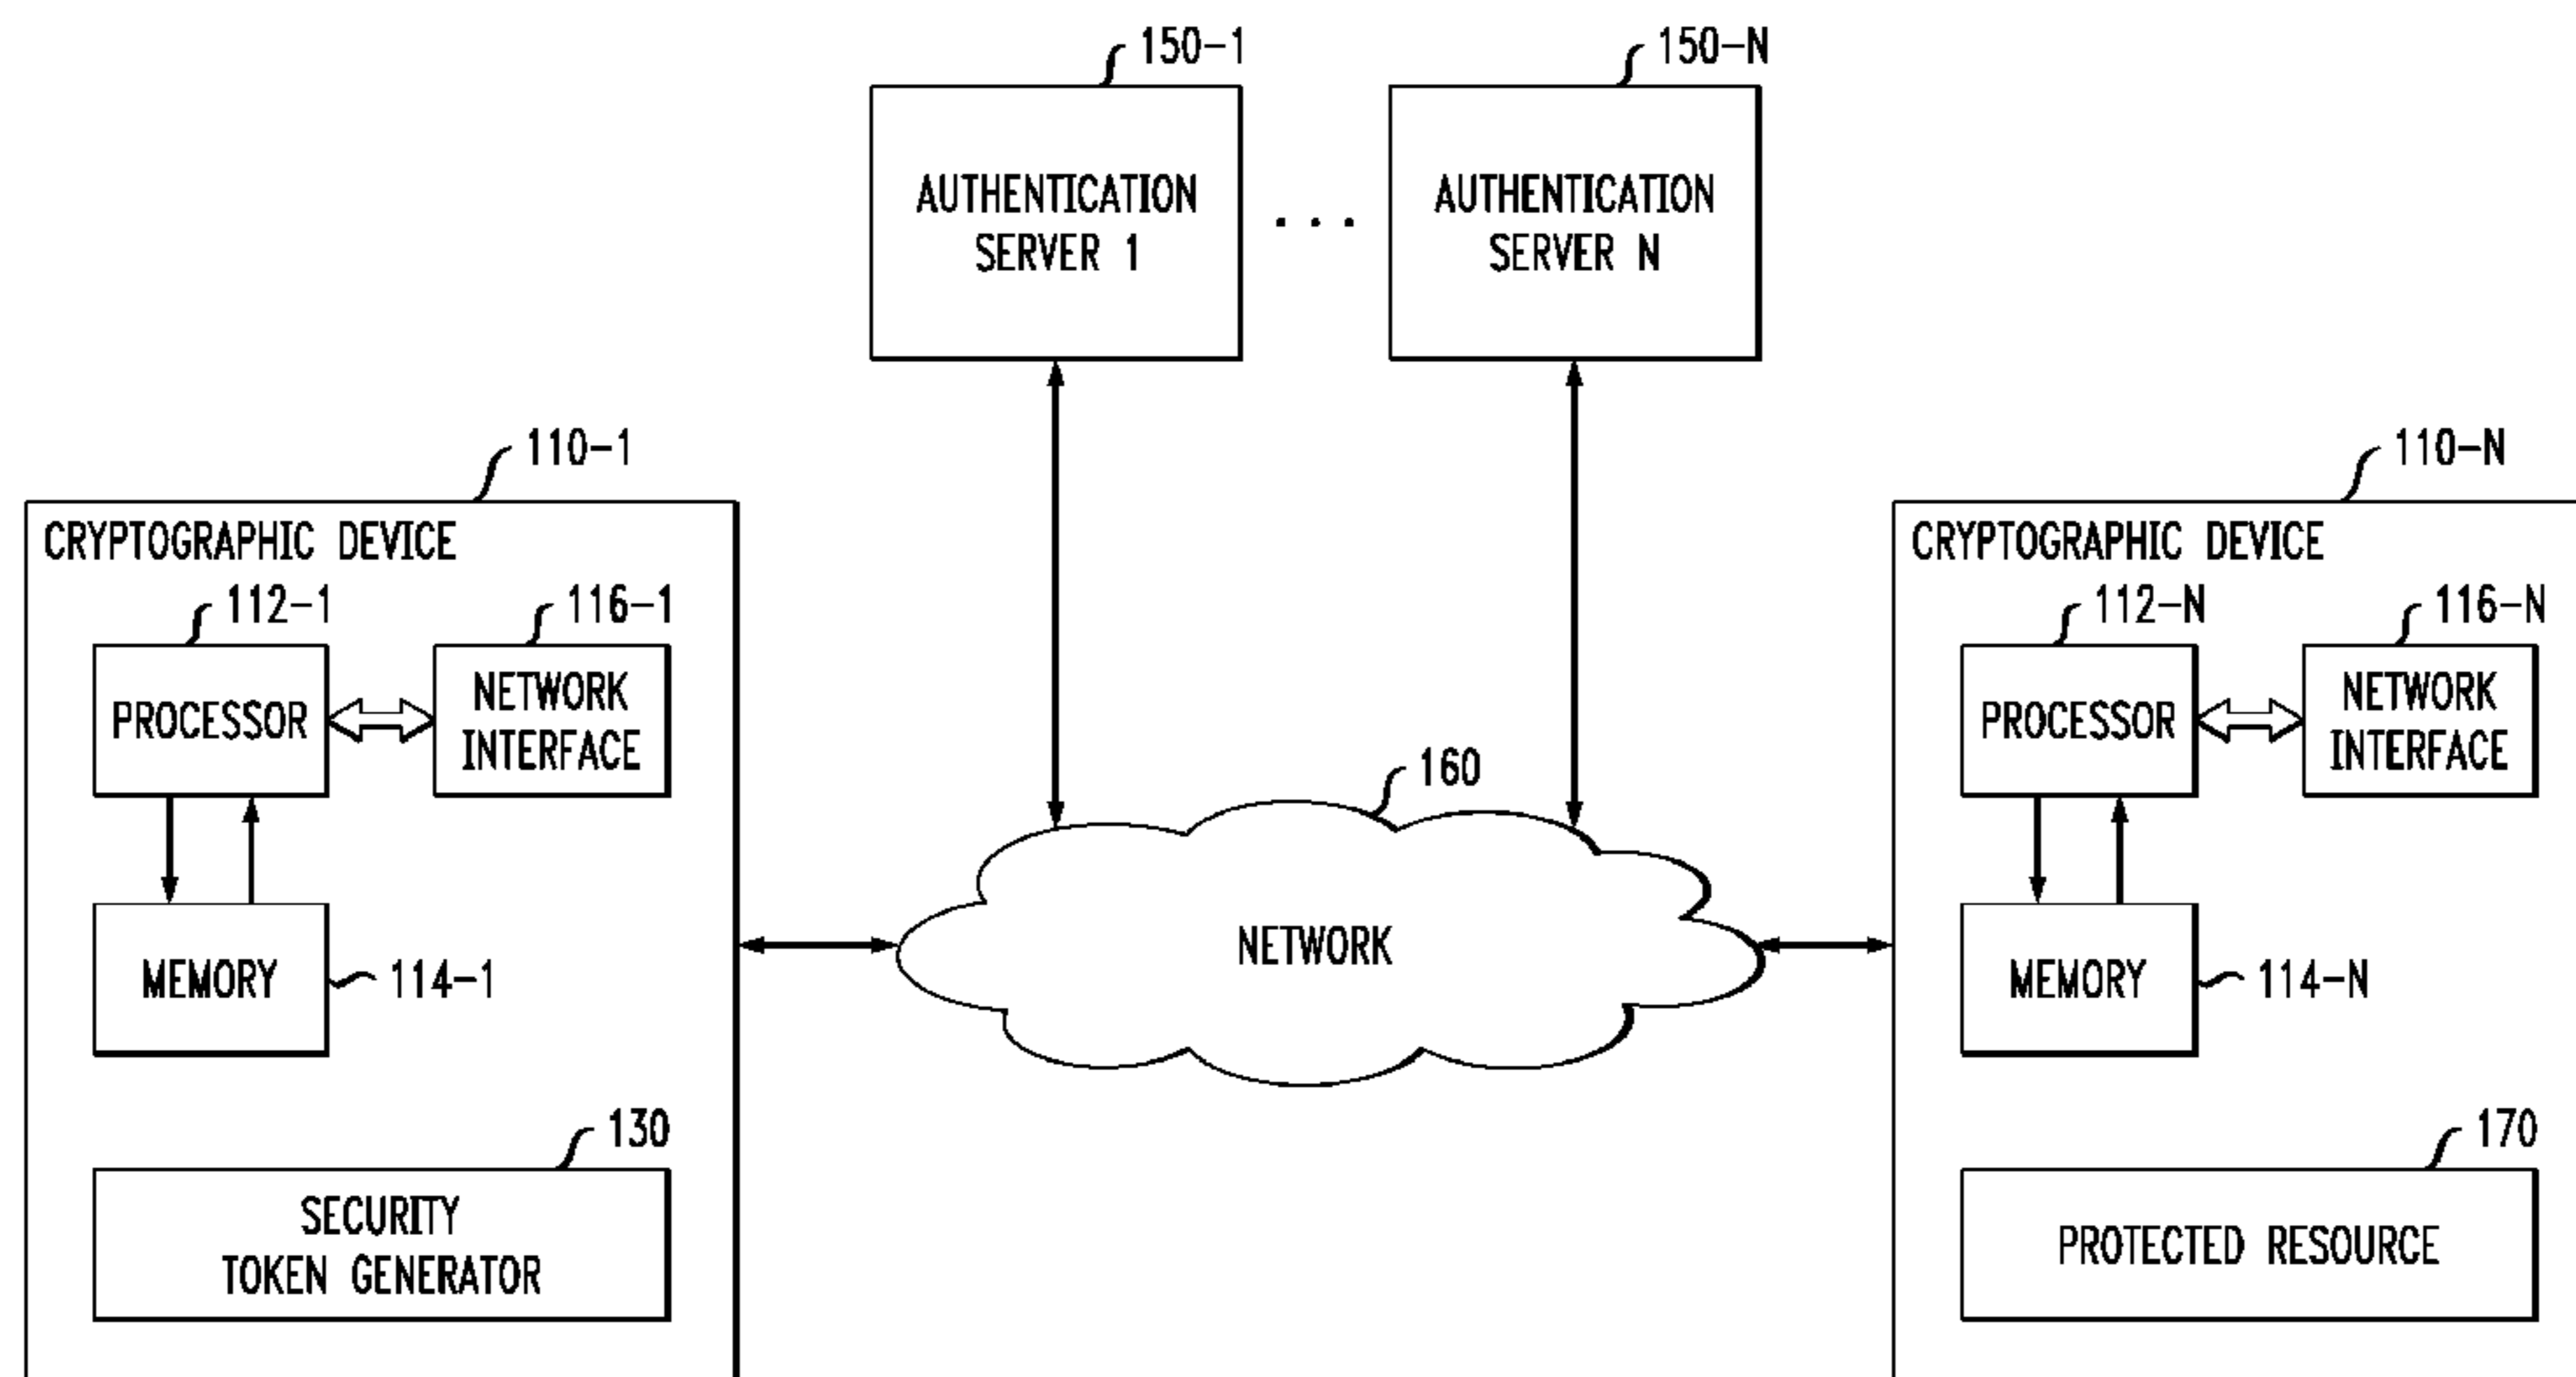 150-1
150-N
AUTHENTICATION
SERVER 1
. . .
AUTHENTICATION
SERVER N
110-1
CRYPTOGRAPHIC DEVICE
112-1
116-1
PROCESSOR
NETWORK
INTERFACE
MEMORY
114-1
130
SECURITY
TOKEN GENERATOR
160
NETWORK
110-N
CRYPTOGRAPHIC DEVICE
112-N
116-N
PROCESSOR
NETWORK
INTERFACE
MEMORY
114-N
170
PROTECTED RESOURCE